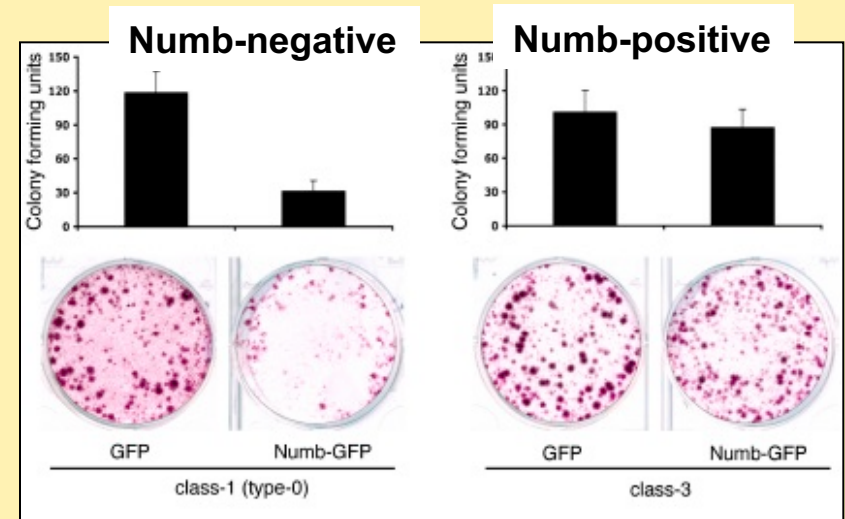 Numb-negative
Colony forming units
150
120
90
60
30
0
GFP
Numb-GFP
class-1 (type-0)
Numb-positive
Colony forming units
120
90
60
30
0
GFP
Numb-GFP
class-3